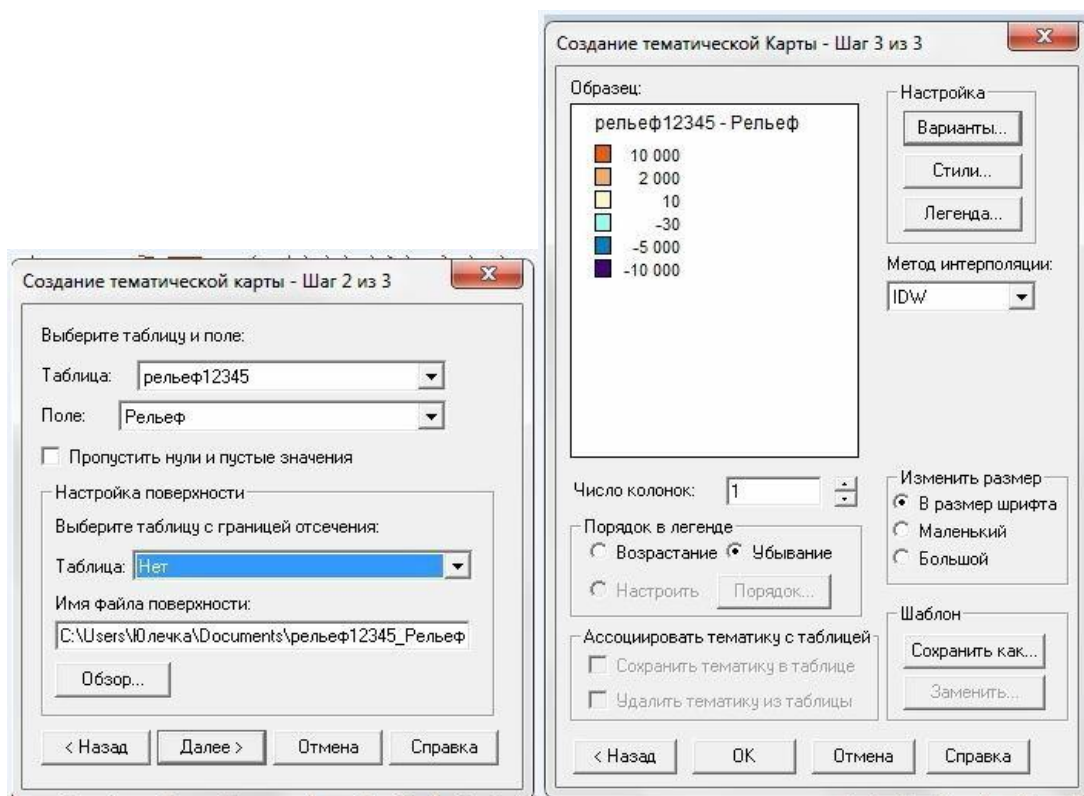 Создание тематической карты - Шаг 2 из 3
Выберите таблицу и поле:
Таблица: рельеф12345
Поле: Рельеф
Пропустить нули и пустые значения
Настройка поверхности
Выберите таблицу с границей отсечения:
Таблица: Нет
Имя файла поверхности:
C:\Users\Юлечка\Documents\рельеф12345_Рельеф
Обзор...
< Назад Далее > Отмена Справка
Создание тематической Карты - Шаг 3 из 3
Образец:
рельеф12345 - Рельеф
10 000
2 000
10
-30
-5 000
-10 000
Настройка
Варианты...
Стили...
Легенда...
Метод интерполяции:
IDW
Число колонок: 1
Порядок в легенде
Возрастание Убывание
Настроить Порядок...
Ассоциировать тематику с таблицей
Сохранить тематику в таблице
Удалить тематику из таблицы
Изменить размер
В размер шрифта
Маленький
Большой
Шаблон
Сохранить как...
Заменить...
< Назад OK Отмена Справка